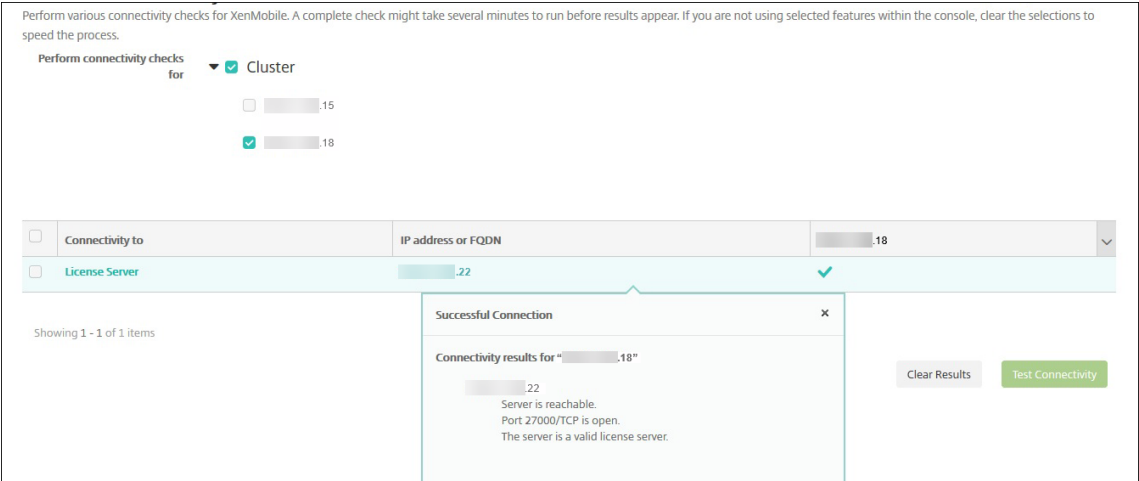 Perform various connectivity checks for XenMobile. A complete check might take several minutes to run before results appear. If you are not using selected features within the console, clear the selections to
speed the process.
Perform connectivity checks
for
Cluster
.15
.18
Connectivity to
IP address or FQDN
.18
License Server
.22
Showing 1 - 1 of 1 items
Successful Connection ×
Connectivity results for “ .18”
.22
Server is reachable.
Port 27000/TCP is open.
The server is a valid license server.
Clear Results
Test Connectivity